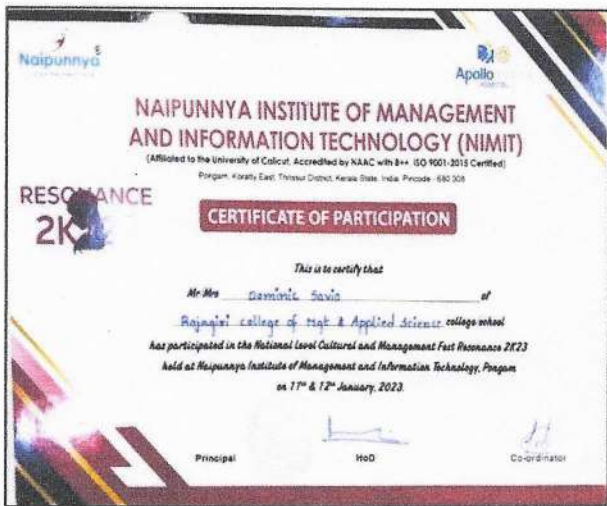 Naipunnya
Apollo
NAIPUNNYA INSTITUTE OF MANAGEMENT
AND INFORMATION TECHNOLOGY (NIMIT)
(Affiliated to the University of Calicut, Accredited by NAAC with B++ ISO 9001-2015 Certified)
Pongam, Koratty East, Thrissur District, Kerala State, India, Pincode - 680 308
RESONANCE
2K
CERTIFICATE OF PARTICIPATION
This is to certify that
Mr Mrs Dominic Savio of
Rajagiri college of Mgt & Applied Science college school
has participated in the National Level Cultural and Management Fest Resonance 2K23
held at Naipunnya Institute of Management and Information Technology, Pongam
on 11th & 12th January, 2023.
Principal HoD Co-ordinator